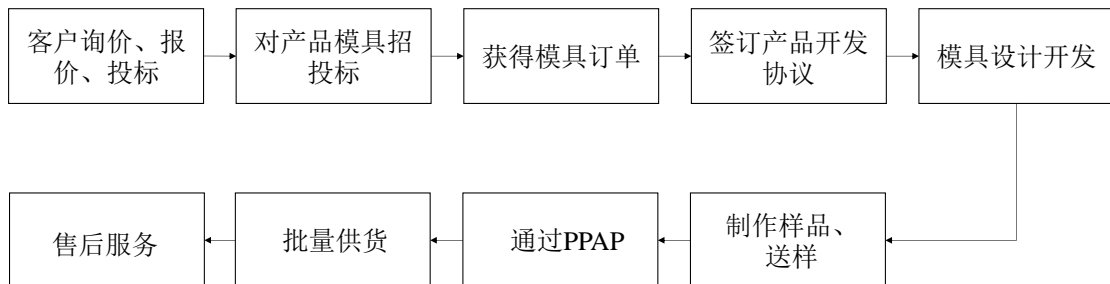 客户询价、报
价、投标
对产品模具招
投标
获得模具订单
签订产品开发
协议
模具设计开发
售后服务
批量供货
通过PPAP
制作样品、
送样